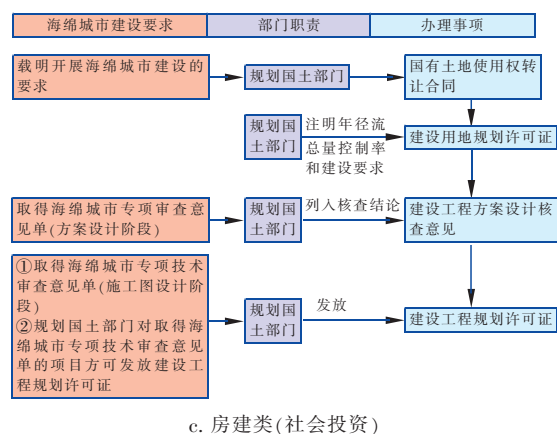 海绵城市建设要求
部门职责
办理事项
载明开展海绵城市建设的
要求
规划国土部门
国有土地使用权转
让合同
规划国
土部门
注明年径流
总量控制率
和建设要求
建设用地规划许可证
取得海绵城市专项审查意
见单(方案设计阶段)
规划国
土部门
列入核查结论
建设工程方案设计核
查意见
①取得海绵城市专项技术
审查意见单(施工图设计阶
段)
②规划国土部门对取得海
绵城市专项技术审查意见
单的项目方可发放建设工
程规划许可证
规划国
土部门
发放
建设工程规划许可证
c. 房建类(社会投资)